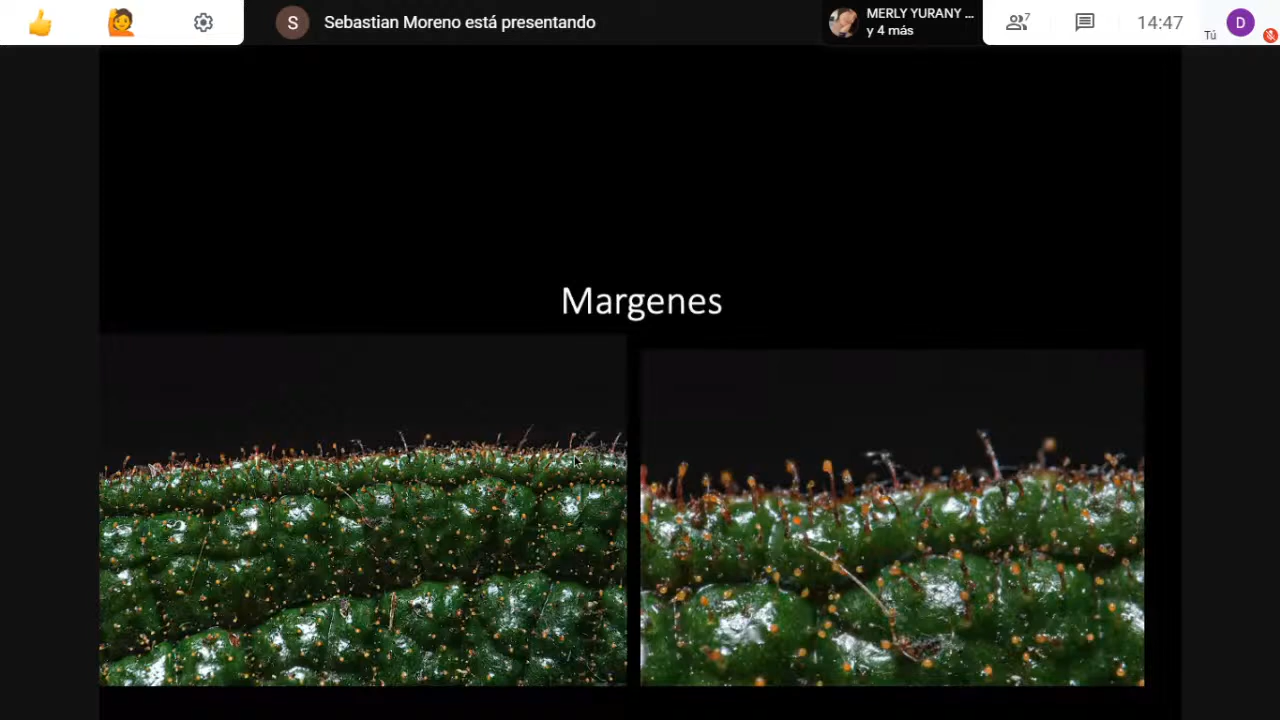 S
Sebastian Moreno está presentando
MERLY YURANY ...
y 4 más
7
14:47
Tú
D
Margenes